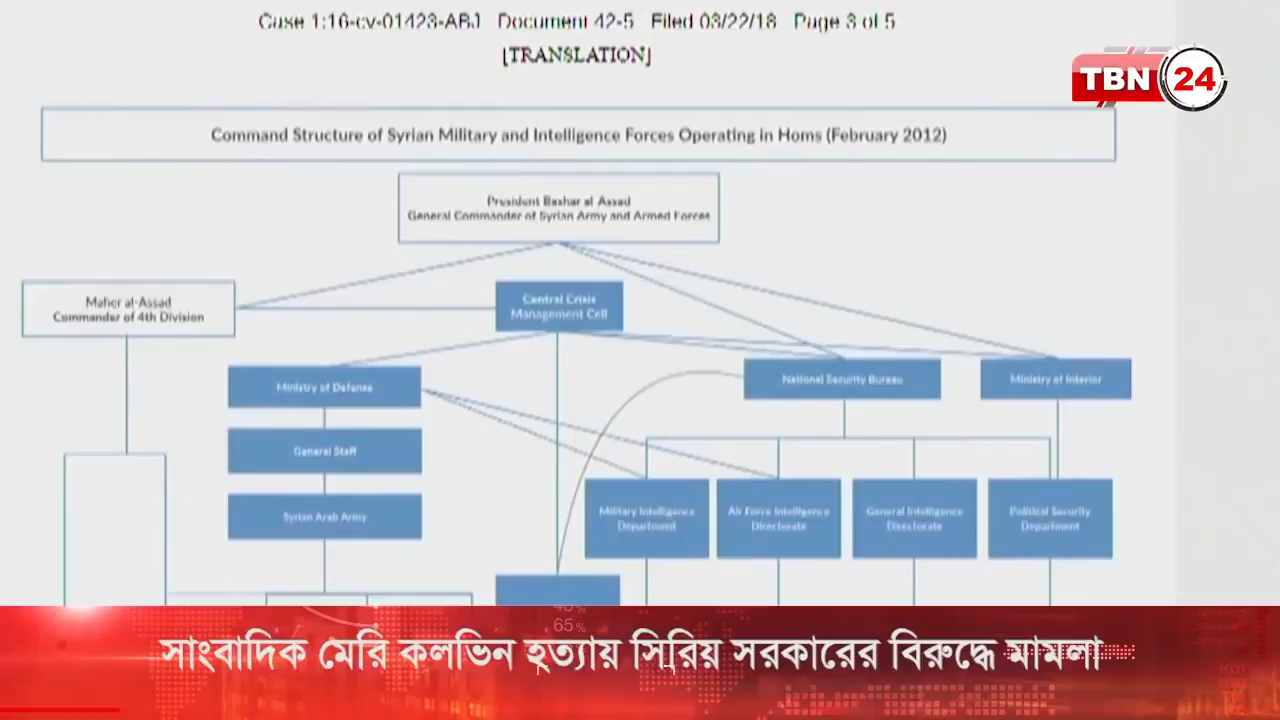 Case 1:16-cv-01423-ABJ Document 42-5 Filed 03/22/18 Page 3 of 5
[TRANSLATION]
TBN 24
Command Structure of Syrian Military and Intelligence Forces Operating in Homs (February 2012)
President Bashar al-Assad
General Commander of Syrian Army and Armed Forces
Maher al-Assad
Commander of 4th Division
Central Crisis
Management Cell
Ministry of Defense
National Security Bureau
Ministry of Interior
General Staff
Syrian Arab Army
Military Intelligence
Department
Air Force Intelligence
Directorate
General Intelligence
Directorate
Political Security
Department
65%
সাংবাদিক মেরি কলভিন হত্যায় সিরিয় সরকারের বিরুদ্ধে মামলা